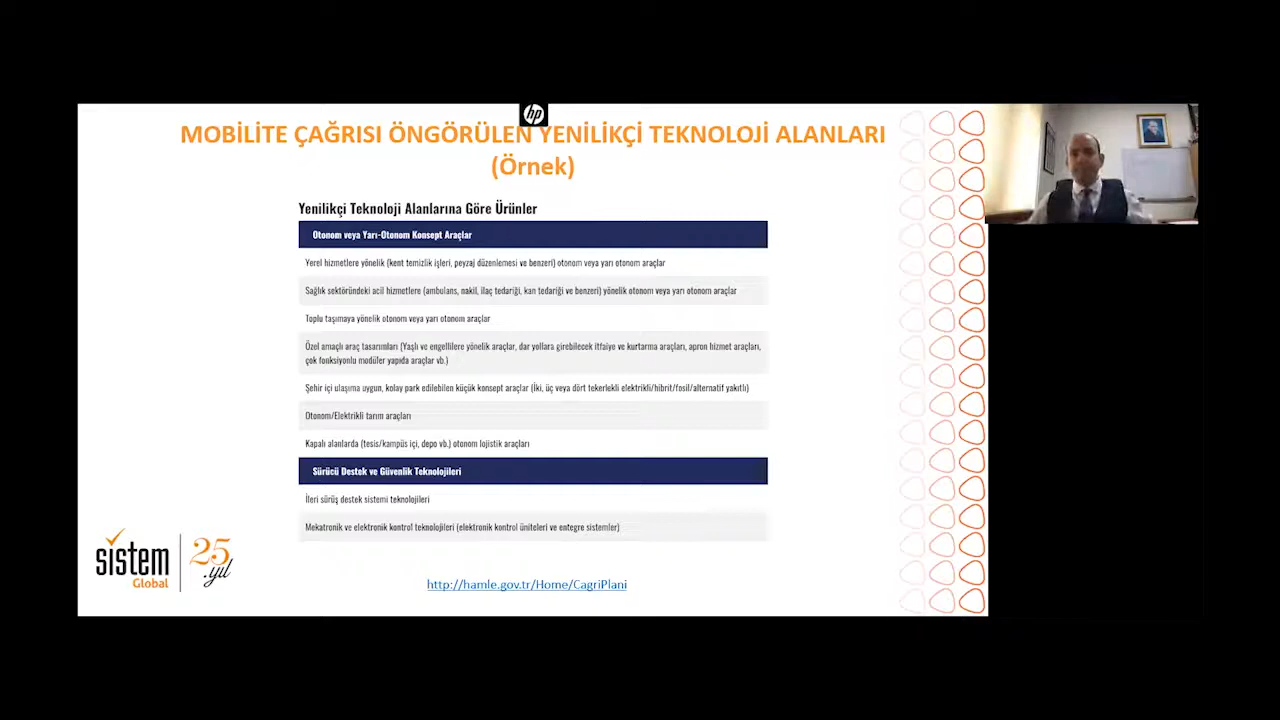 hp
MOBİLİTE ÇAĞRISI ÖNGÖRÜLEN YENİLİKÇİ TEKNOLOJİ ALANLARI
(Örnek)
Yenilikçi Teknoloji Alanlarına Göre Ürünler
Otonom veya Yarı-Otonom Konsept Araçlar
Yerel hizmetlere yönelik (kent temizlik işleri, peyzaj düzenlemesi ve benzeri) otonom veya yarı otonom araçlar
Sağlık sektöründeki acil hizmetlere (ambulans, nakil, ilaç tedariği, kan tedariği ve benzeri) yönelik otonom veya yarı otonom araçlar
Toplu taşımaya yönelik otonom veya yarı otonom araçlar
Özel amaçlı araç tasarımları (Yaşlı ve engellilere yönelik araçlar, dar yollara girebilecek itfaiye ve kurtarma araçları, apron hizmet araçları,
çok fonksiyonlu modüler yapıda araçlar vb.)
Şehir içi ulaşıma uygun, kolay park edilebilen küçük konsept araçlar (İki, üç veya dört tekerlekli elektrikli/hibrit/fosil/alternatif yakıtlı)
Otonom/Elektrikli tarım araçları
Kapalı alanlarda (tesis/kampüs içi, depo vb.) otonom lojistik araçları
Sürücü Destek ve Güvenlik Teknolojileri
İleri sürüş destek sistemi teknolojileri
Mekatronik ve elektronik kontrol teknolojileri (elektronik kontrol üniteleri ve entegre sistemler)
sistem
Global
25
.yıl
http://hamle.gov.tr/Home/CagriPlani